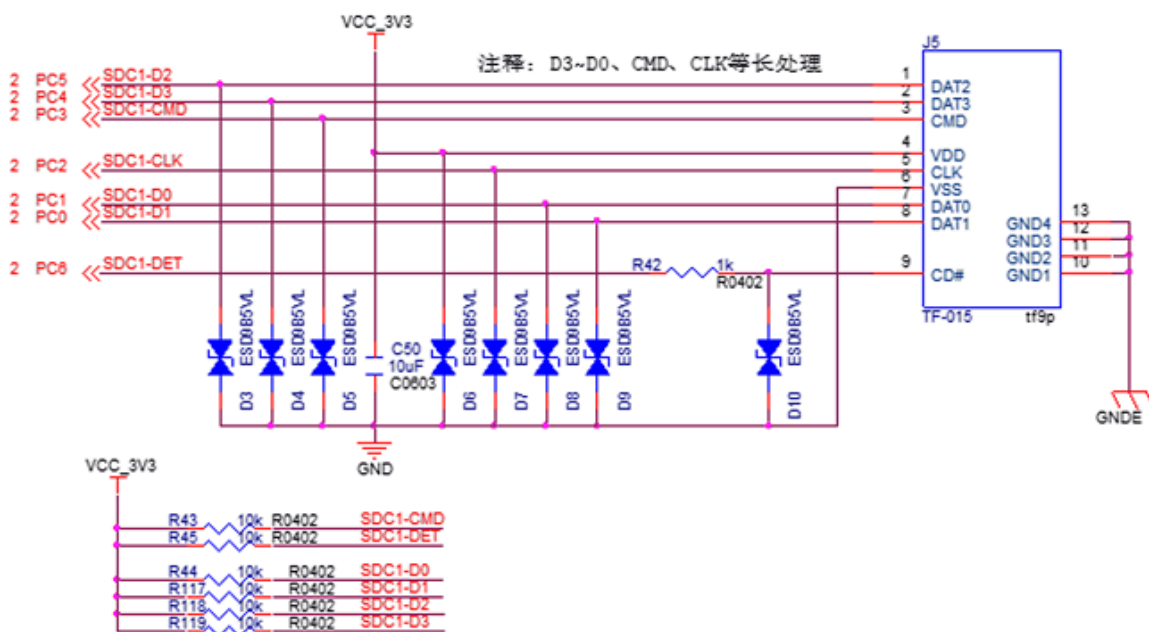 VCC_3V3
注释: D3~D0、CMD、CLK等长处理
J5
2 PC5 SDC1-D2 1 DAT2
2 PC4 SDC1-D3 2 DAT3
2 PC3 SDC1-CMD 3 CMD
4 VDD
2 PC2 SDC1-CLK 5 CLK
6 VSS
2 PC1 SDC1-D0 7 DAT0
2 PC0 SDC1-D1 8 DAT1
GND4 13
GND3 12
GND2 11
GND1 10
2 PC6 SDC1-DET R42 1k R0402 9 CD#
TF-015 tf9p
ESD9B5VL D3
ESD9B5VL D4
ESD9B5VL D5
C50
10uF
C0603
ESD9B5VL D6
ESD9B5VL D7
ESD9B5VL D8
ESD9B5VL D9
ESD9B5VL D10
GNDE
GND
VCC_3V3
R43 10k R0402 SDC1-CMD
R45 10k R0402 SDC1-DET
R44 10k R0402 SDC1-D0
R117 10k R0402 SDC1-D1
R118 10k R0402 SDC1-D2
R119 10k R0402 SDC1-D3